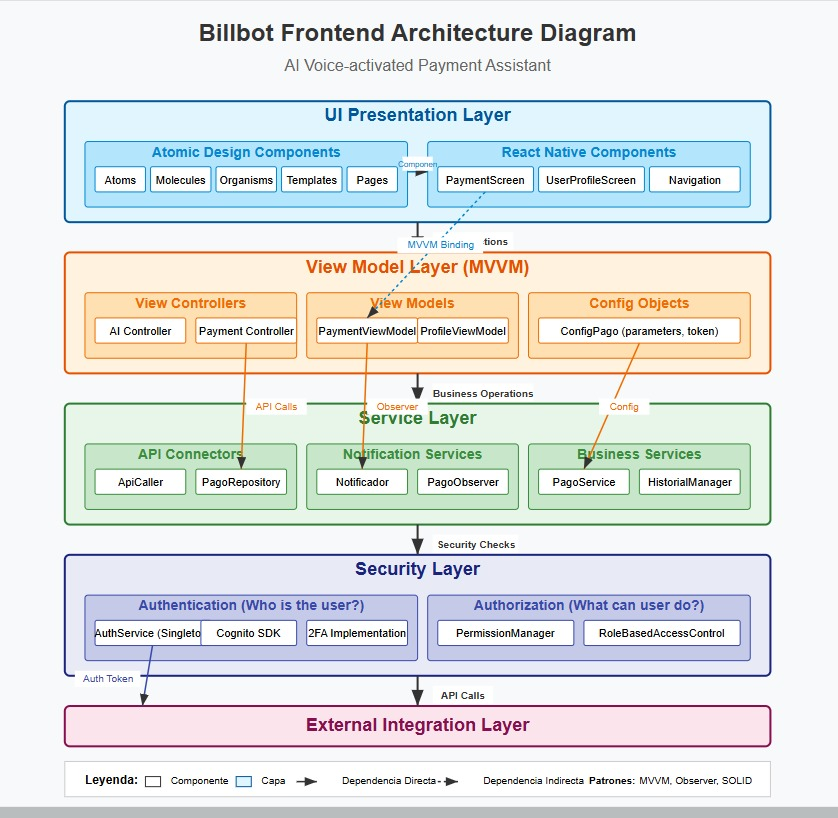 Billbot Frontend Architecture Diagram
AI Voice-activated Payment Assistant
UI Presentation Layer
Atomic Design Components
React Native Components
Componen
Atoms
Molecules
Organisms
Templates
Pages
PaymentScreen
UserProfileScreen
Navigation
MVVM Binding
tions
View Model Layer (MVVM)
View Controllers
View Models
Config Objects
AI Controller
Payment Controller
PaymentViewModel
ProfileViewModel
ConfigPago (parameters, token)
Business Operations
API Calls
Observer
Config
Service Layer
API Connectors
Notification Services
Business Services
ApiCaller
PagoRepository
Notificador
PagoObserver
PagoService
HistorialManager
Security Checks
Security Layer
Authentication (Who is the user?)
Authorization (What can user do?)
AuthService (Singleto
Cognito SDK
2FA Implementation
PermissionManager
RoleBasedAccessControl
Auth Token
API Calls
External Integration Layer
Leyenda: Componente Capa Dependencia Directa Dependencia Indirecta Patrones: MVVM, Observer, SOLID